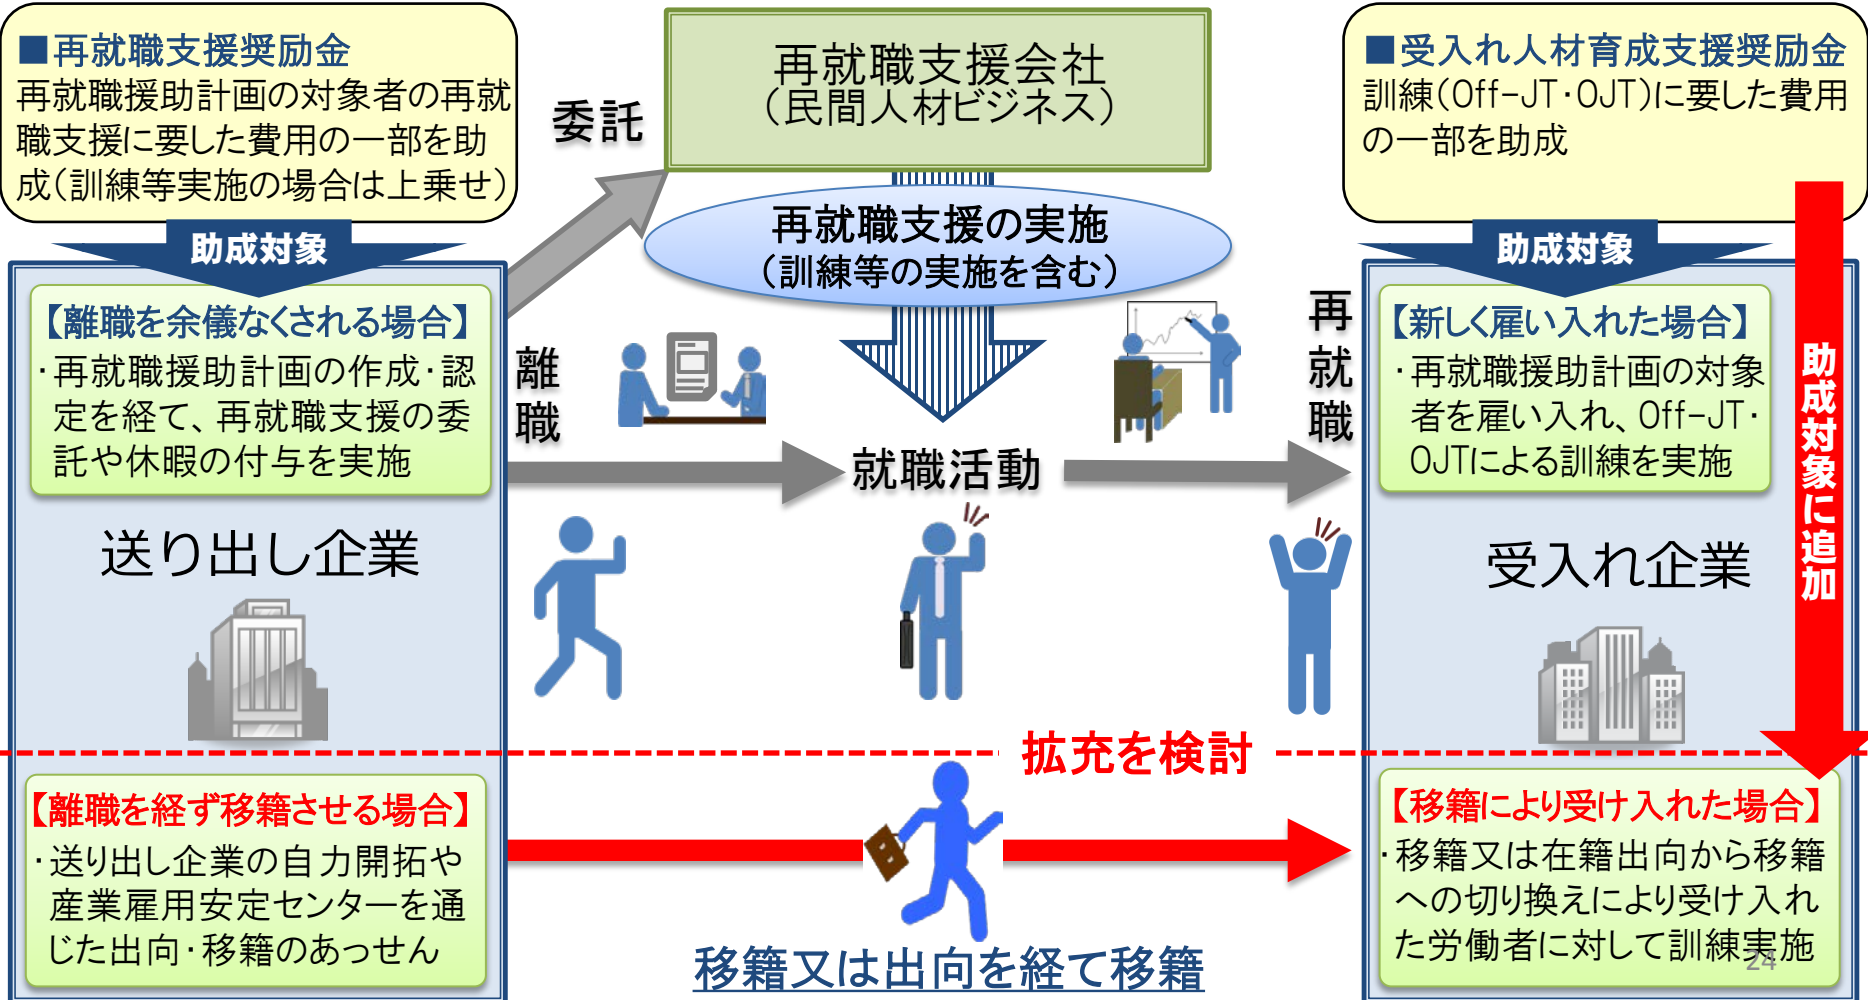 ■再就職支援奨励金
再就職援助計画の対象者の再就
職支援に要した費用の一部を助
成（訓練等実施の場合は上乗せ）
助成対象
【離職を余儀なくされる場合】
・再就職援助計画の作成・認
定を経て、再就職支援の委
託や休暇の付与を実施
送り出し企業
【離職を経ず移籍させる場合】
・送り出し企業の自力開拓や
産業雇用安定センターを通
じた出向・移籍のあっせん
委託
再就職支援会社
（民間人材ビジネス）
再就職支援の実施
（訓練等の実施を含む）
離職
就職活動
再就職
拡充を検討
移籍又は出向を経て移籍
■受入れ人材育成支援奨励金
訓練（Off-JT・OJT）に要した費用
の一部を助成
助成対象
【新しく雇い入れた場合】
・再就職援助計画の対象
者を雇い入れ、Off-JT・
OJTによる訓練を実施
助成対象に追加
受入れ企業
【移籍により受け入れた場合】
・移籍又は在籍出向から移籍
への切り換えにより受け入れ
た労働者に対して訓練実施
24